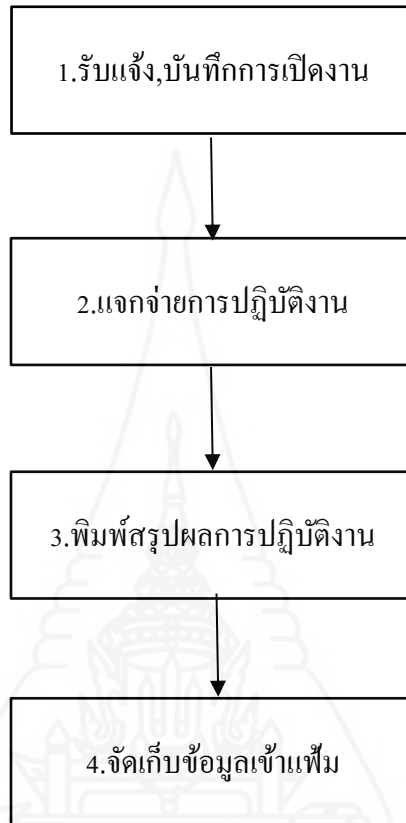 1.รับแจ้ง,บันทึกการเปิดงาน
2.แจกจ่ายการปฏิบัติงาน
3.พิมพ์สรุปผลการปฏิบัติงาน
4.จัดเก็บข้อมูลเข้าแฟ้ม